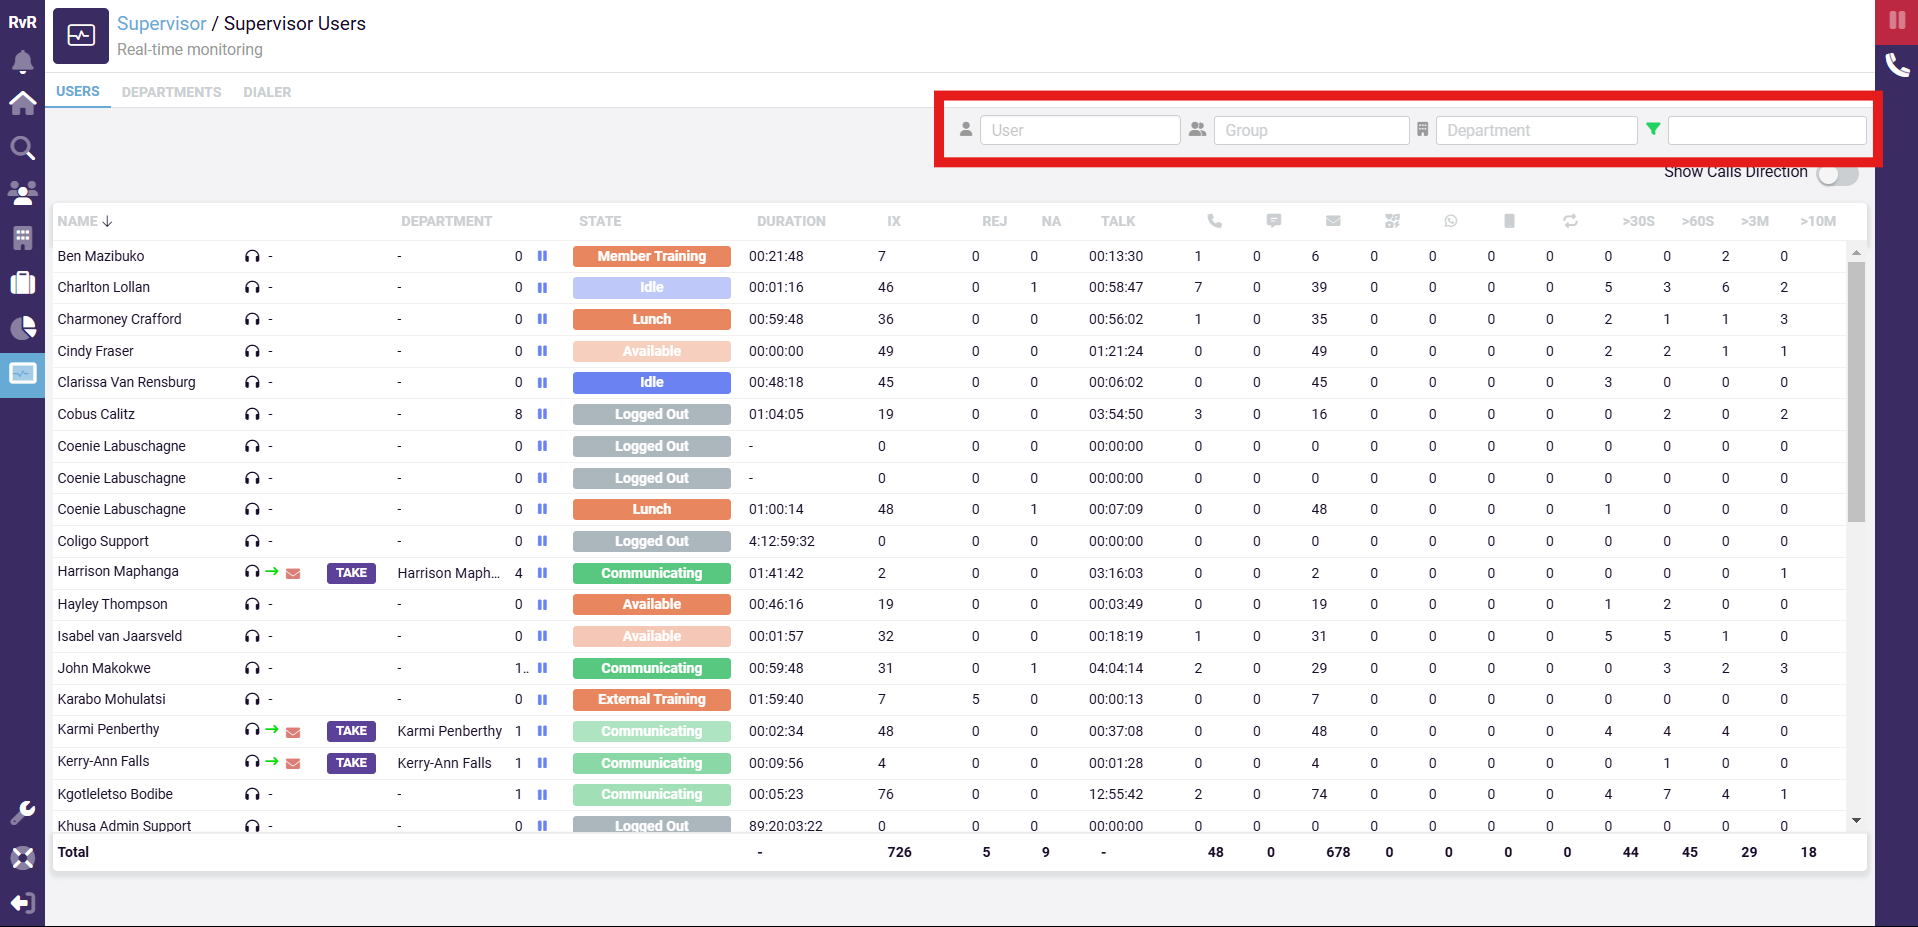 RvR
Supervisor / Supervisor Users
Real-time monitoring
USERS DEPARTMENTS DIALER
User Group Department
Show Calls Direction
NAME DEPARTMENT STATE DURATION IX REJ NA TALK >30S >60S >3M >10M
Ben Mazibuko - - 0 Member Training 00:21:48 7 0 0 00:13:30 1 0 6 0 0 0 0 0 0 2 0
Charlton Lollan - - 0 Idle 00:01:16 46 0 1 00:58:47 7 0 39 0 0 0 0 5 3 6 2
Charmoney Crafford - - 0 Lunch 00:59:48 36 0 0 00:56:02 1 0 35 0 0 0 0 2 1 1 3
Cindy Fraser - - 0 Available 00:00:00 49 0 0 01:21:24 0 0 49 0 0 0 0 2 2 1 1
Clarissa Van Rensburg - - 0 Idle 00:48:18 45 0 0 00:06:02 0 0 45 0 0 0 0 3 0 0 0
Cobus Calitz - - 8 Logged Out 01:04:05 19 0 0 03:54:50 3 0 16 0 0 0 0 0 2 0 2
Coenie Labuschagne - - 0 Logged Out - 0 0 0 00:00:00 0 0 0 0 0 0 0 0 0 0 0
Coenie Labuschagne - - 0 Logged Out - 0 0 0 00:00:00 0 0 0 0 0 0 0 0 0 0 0
Coenie Labuschagne - - 0 Lunch 01:00:14 48 0 1 00:07:09 0 0 48 0 0 0 0 1 0 0 0
Coligo Support - - 0 Logged Out 4:12:59:32 0 0 0 00:00:00 0 0 0 0 0 0 0 0 0 0 0
Harrison Maphanga TAKE Harrison Maph... 4 Communicating 01:41:42 2 0 0 03:16:03 0 0 2 0 0 0 0 0 0 0 1
Hayley Thompson - - 0 Available 00:46:16 19 0 0 00:03:49 0 0 19 0 0 0 0 1 2 0 0
Isabel van Jaarsveld - - 0 Available 00:01:57 32 0 0 00:18:19 1 0 31 0 0 0 0 5 5 1 0
John Makokwe - - 1.. Communicating 00:59:48 31 0 1 04:04:14 2 0 29 0 0 0 0 0 3 2 3
Karabo Mohulatsi - - 0 External Training 01:59:40 7 5 0 00:00:13 0 0 7 0 0 0 0 0 0 0 0
Karmi Penberthy TAKE Karmi Penberthy 1 Communicating 00:02:34 48 0 0 00:37:08 0 0 48 0 0 0 0 4 4 4 0
Kerry-Ann Falls TAKE Kerry-Ann Falls 1 Communicating 00:09:56 4 0 0 00:01:28 0 0 4 0 0 0 0 0 1 0 0
Kgotleletso Bodibe - - 1 Communicating 00:05:23 76 0 0 12:55:42 2 0 74 0 0 0 0 4 7 4 1
Khusa Admin Support - - 0 Logged Out 89:20:03:22 0 0 0 00:00:00 0 0 0 0 0 0 0 0 0 0 0
Total - 726 5 9 - 48 0 678 0 0 0 0 44 45 29 18